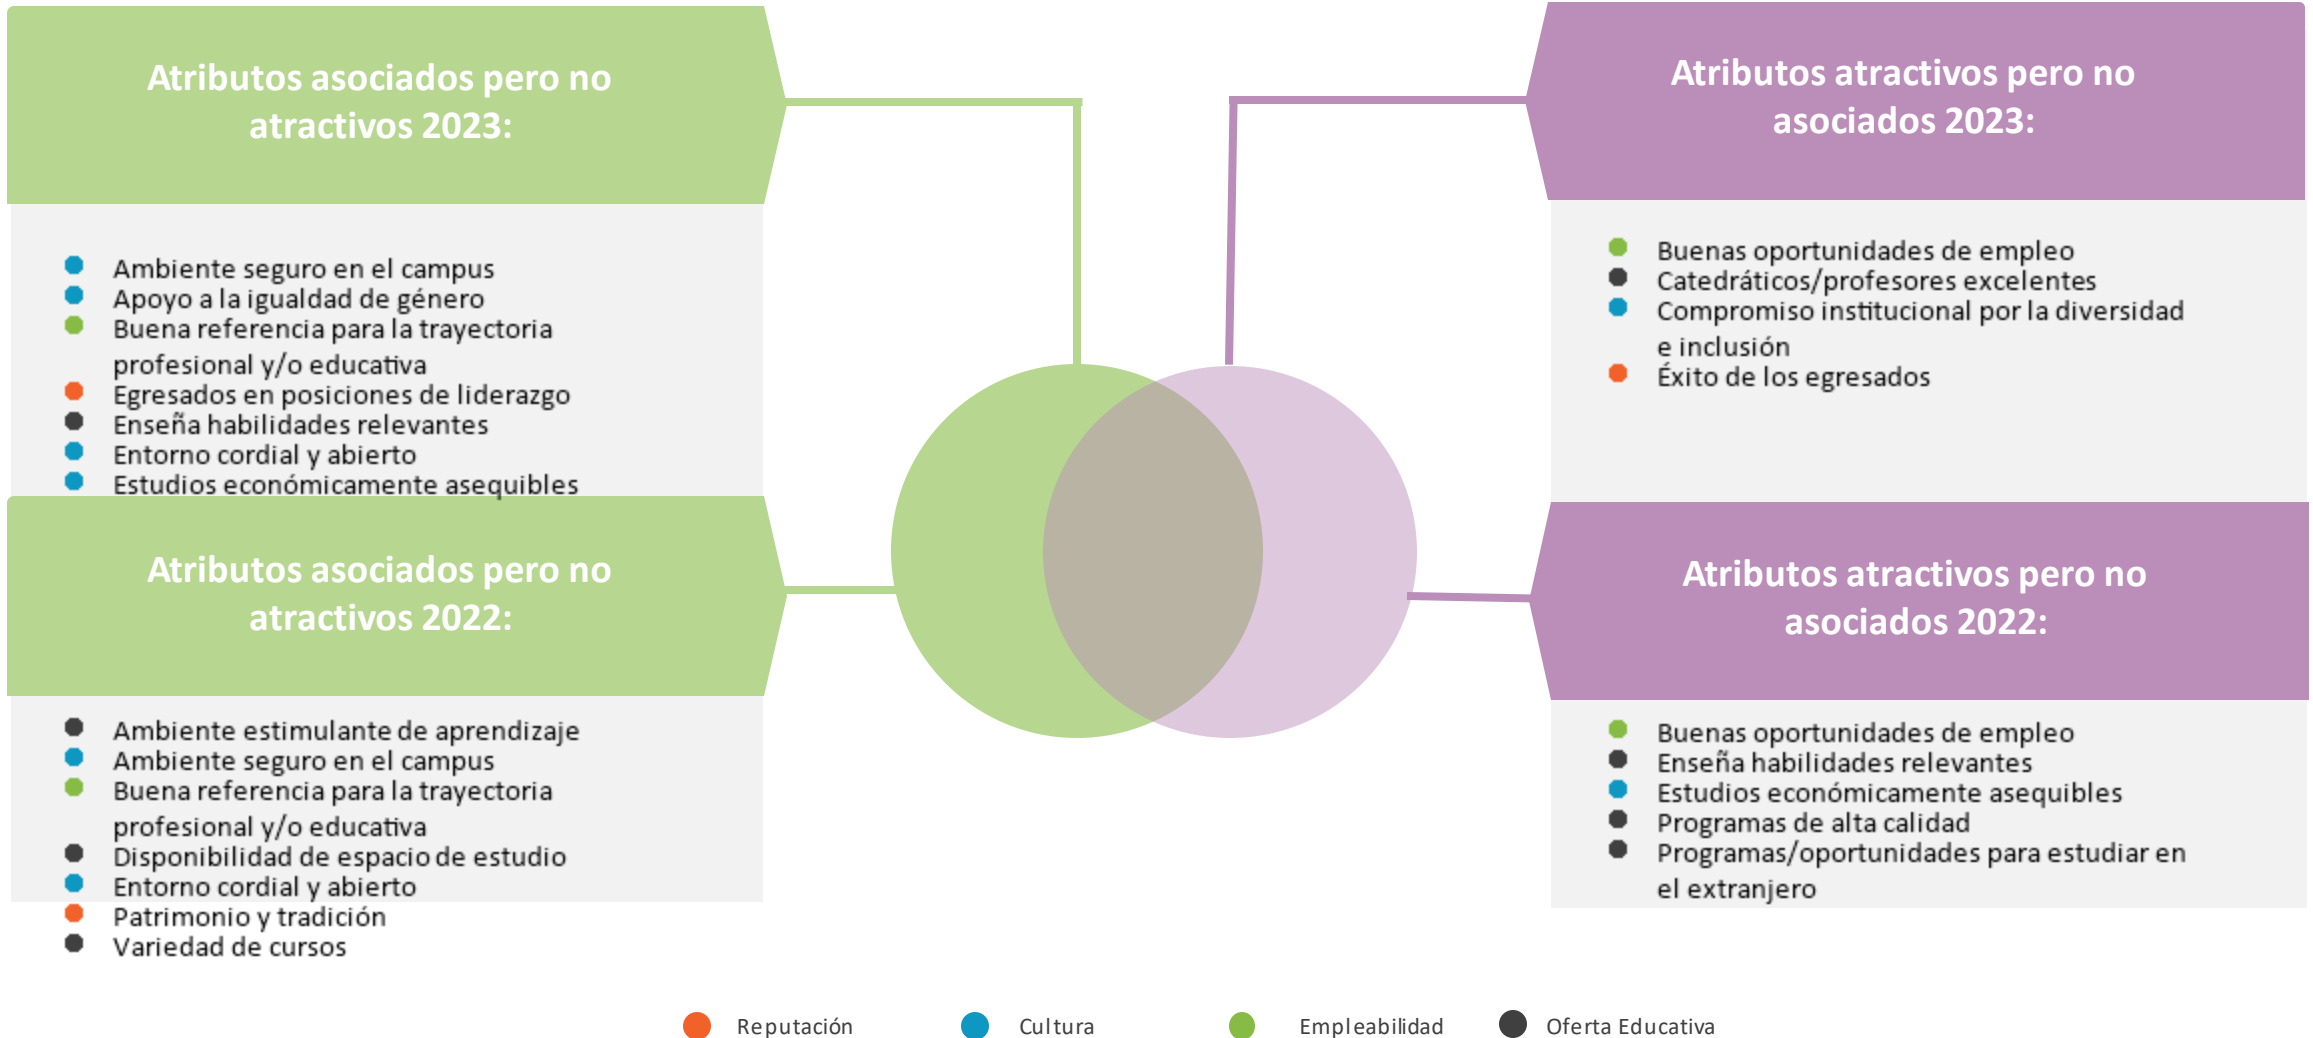 Atributos asociados pero no
atractivos 2023:
Ambiente seguro en el campus
Apoyo a la igualdad de género
Buena referencia para la trayectoria
profesional y/o educativa
Egresados en posiciones de liderazgo
Enseña habilidades relevantes
Entorno cordial y abierto
Estudios económicamente asequibles
Atributos atractivos pero no
asociados 2023:
Buenas oportunidades de empleo
Catedráticos/profesores excelentes
Compromiso institucional por la diversidad
e inclusión
Éxito de los egresados
Atributos asociados pero no
atractivos 2022:
Ambiente estimulante de aprendizaje
Ambiente seguro en el campus
Buena referencia para la trayectoria
profesional y/o educativa
Disponibilidad de espacio de estudio
Entorno cordial y abierto
Patrimonio y tradición
Variedad de cursos
Atributos atractivos pero no
asociados 2022:
Buenas oportunidades de empleo
Enseña habilidades relevantes
Estudios económicamente asequibles
Programas de alta calidad
Programas/oportunidades para estudiar en
el extranjero
Reputación
Cultura
Empleabilidad
Oferta Educativa